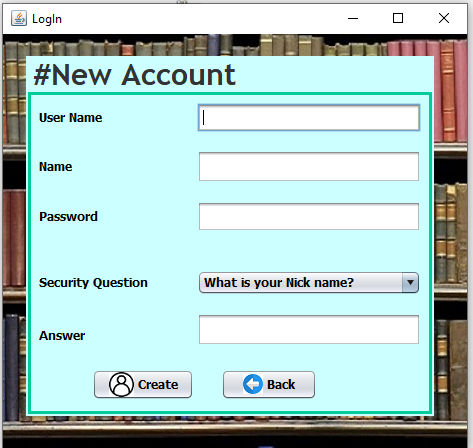 LogIn
#New Account
User Name
Name
Password
Security Question What is your Nick name?
Answer
Create Back